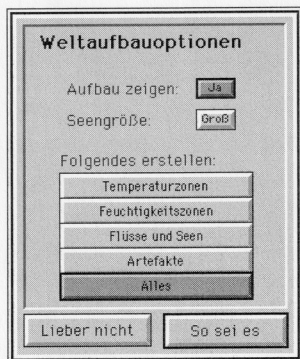 Weltaufbauoptionen
Aufbau zeigen: Ja
Seengröße: Groß
Folgendes erstellen:
Temperaturzonen
Feuchtigkeitszonen
Flüsse und Seen
Artefakte
Alles
Lieber nicht So sei es